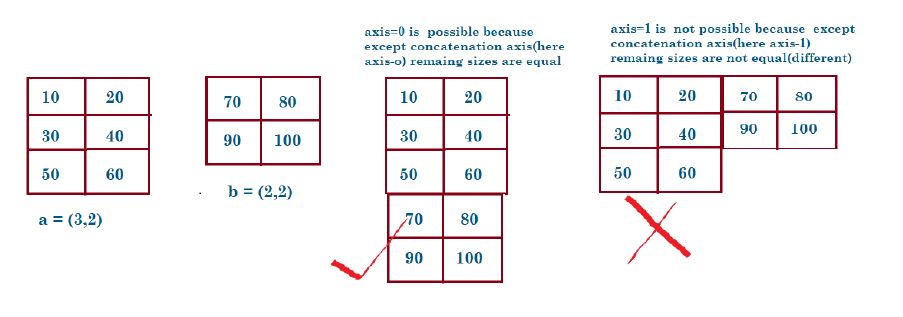 axis=0 is possible because
except concatenation axis(here
axis-o) remaing sizes are equal
axis=1 is not possible because except
concatenation axis(here axis-1)
remaing sizes are not equal(different)
10 20
30 40
50 60
a = (3,2)
70 80
90 100
b = (2,2)
10 20
30 40
50 60
70 80
90 100
10 20 70 80
30 40 90 100
50 60